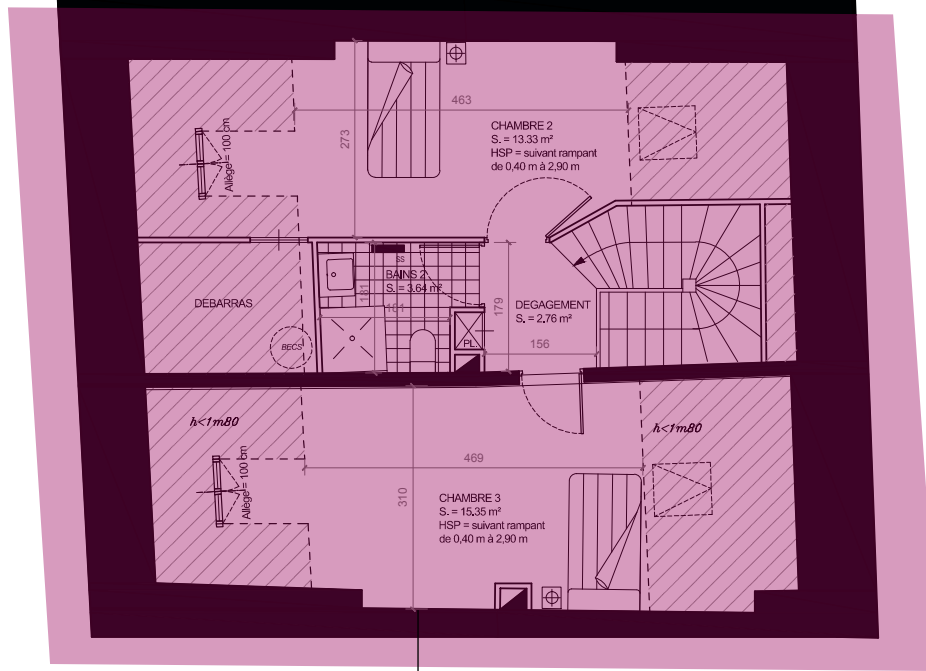 463
CHAMBRE 2
S. = 13.33 m²
HSP = suivant rampant
de 0,40 m à 2,90 m
273
Allège= 100 cm
SS
BAINS 2
S. = 3.64 m²
181
161
DEBARRAS
BECS
PL.
179
DEGAGEMENT
S. = 2.76 m²
156
h<1m80
h<1m80
469
Allège= 100 cm
310
CHAMBRE 3
S. = 15.35 m²
HSP = suivant rampant
de 0,40 m à 2,90 m